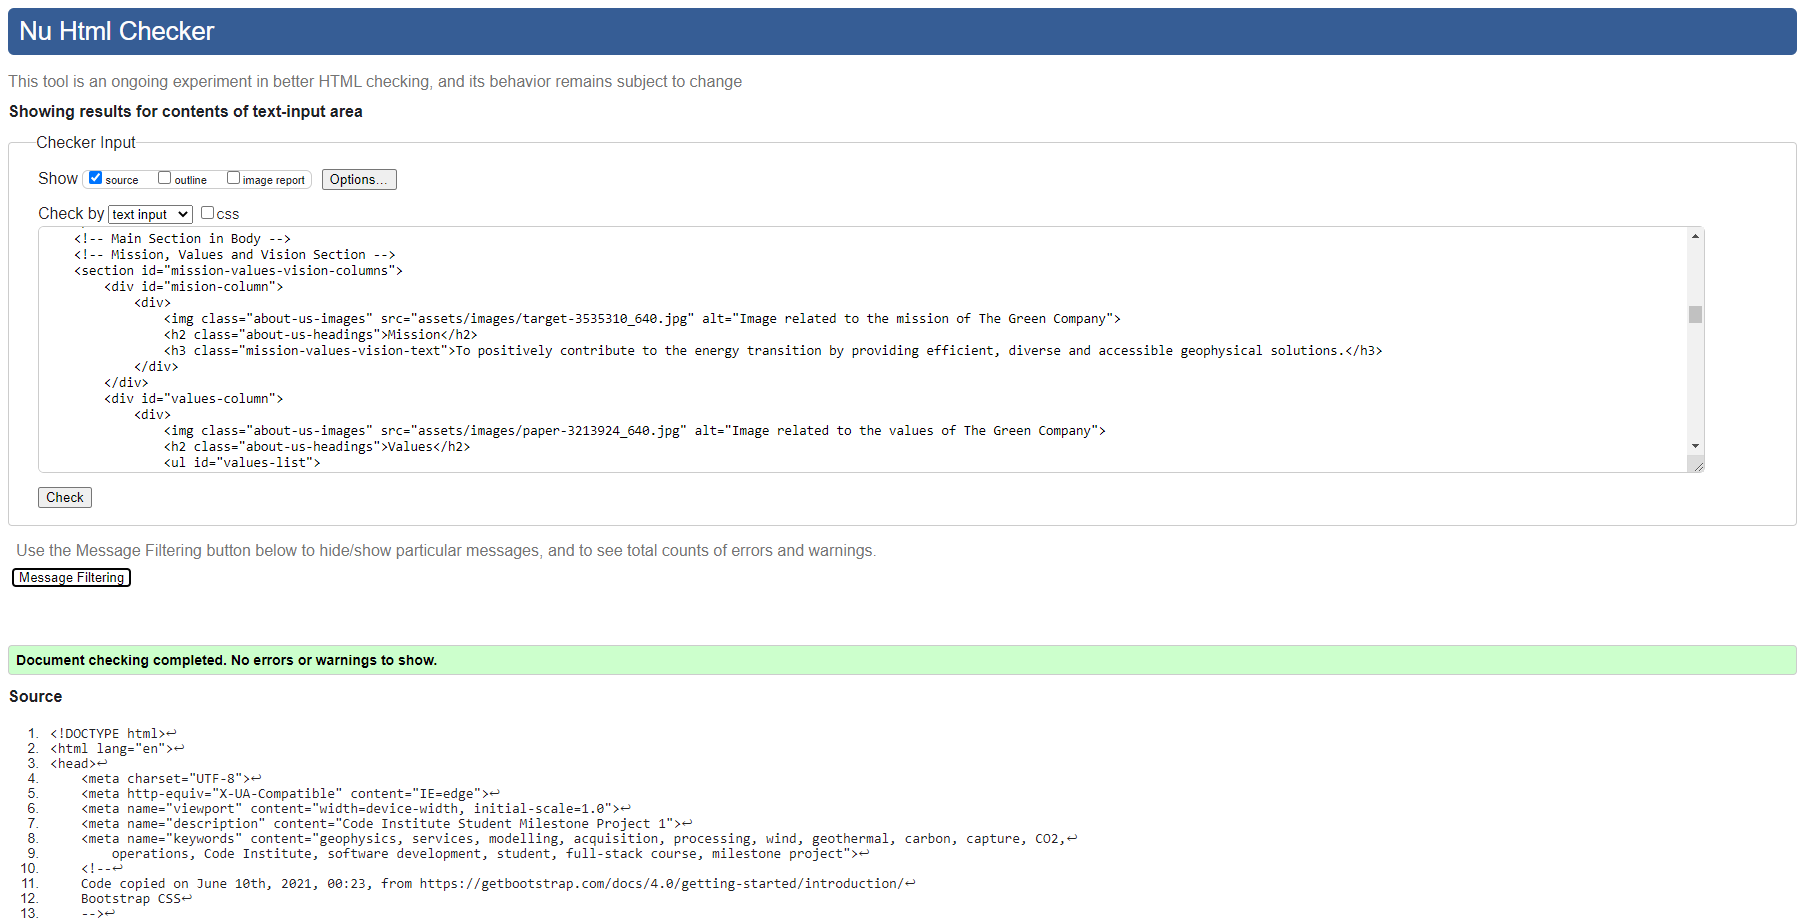 Nu Html Checker
This tool is an ongoing experiment in better HTML checking, and its behavior remains subject to change
Showing results for contents of text-input area
Checker Input
Show source outline image report Options...
Check by text input css
<!-- Main Section in Body -->
<!-- Mission, Values and Vision Section -->
<section id="mission-values-vision-columns">
<div id="mision-column">
<div>
<img class="about-us-images" src="assets/images/target-3535310_640.jpg" alt="Image related to the mission of The Green Company">
<h2 class="about-us-headings">Mission</h2>
<h3 class="mission-values-vision-text">To positively contribute to the energy transition by providing efficient, diverse and accessible geophysical solutions.</h3>
</div>
</div>
<div id="values-column">
<div>
<img class="about-us-images" src="assets/images/paper-3213924_640.jpg" alt="Image related to the values of The Green Company">
<h2 class="about-us-headings">Values</h2>
<ul id="values-list">
Check
Use the Message Filtering button below to hide/show particular messages, and to see total counts of errors and warnings.
Message Filtering
Document checking completed. No errors or warnings to show.
Source
1. <!DOCTYPE html>↩
2. <html lang="en">↩
3. <head>↩
4. <meta charset="UTF-8">↩
5. <meta http-equiv="X-UA-Compatible" content="IE=edge">↩
6. <meta name="viewport" content="width=device-width, initial-scale=1.0">↩
7. <meta name="description" content="Code Institute Student Milestone Project 1">↩
8. <meta name="keywords" content="geophysics, services, modelling, acquisition, processing, wind, geothermal, carbon, capture, CO2,↩
9. operations, Code Institute, software development, student, full-stack course, milestone project">↩
10. <!--↩
11. Code copied on June 10th, 2021, 00:23, from https://getbootstrap.com/docs/4.0/getting-started/introduction/↩
12. Bootstrap CSS↩
13. -->↩